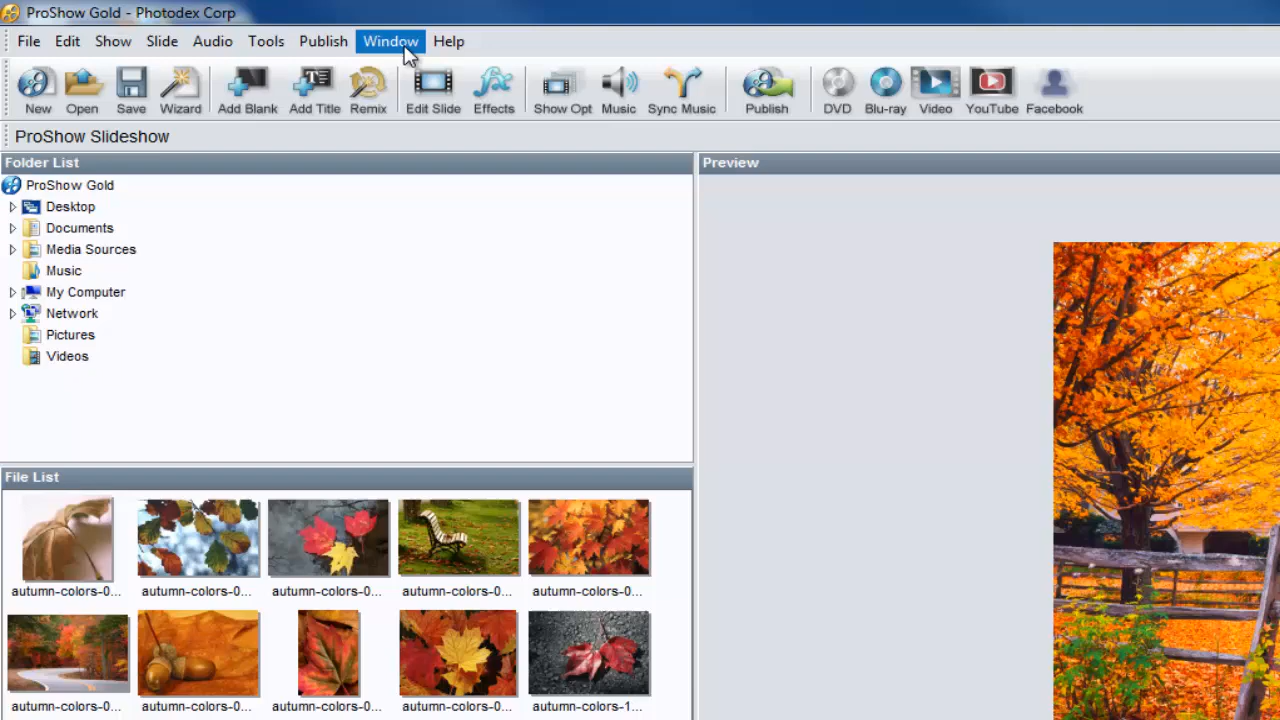 ProShow Gold - Photodex Corp
File Edit Show Slide Audio Tools Publish Window Help
New Open Save Wizard Add Blank Add Title Remix Edit Slide Effects Show Opt Music Sync Music Publish DVD Blu-ray Video YouTube Facebook
ProShow Slideshow
Folder List
ProShow Gold
Desktop
Documents
Media Sources
Music
My Computer
Network
Pictures
Videos
File List
autumn-colors-0... autumn-colors-0... autumn-colors-0... autumn-colors-0... autumn-colors-0...
autumn-colors-0... autumn-colors-0... autumn-colors-0... autumn-colors-0... autumn-colors-1...
Preview